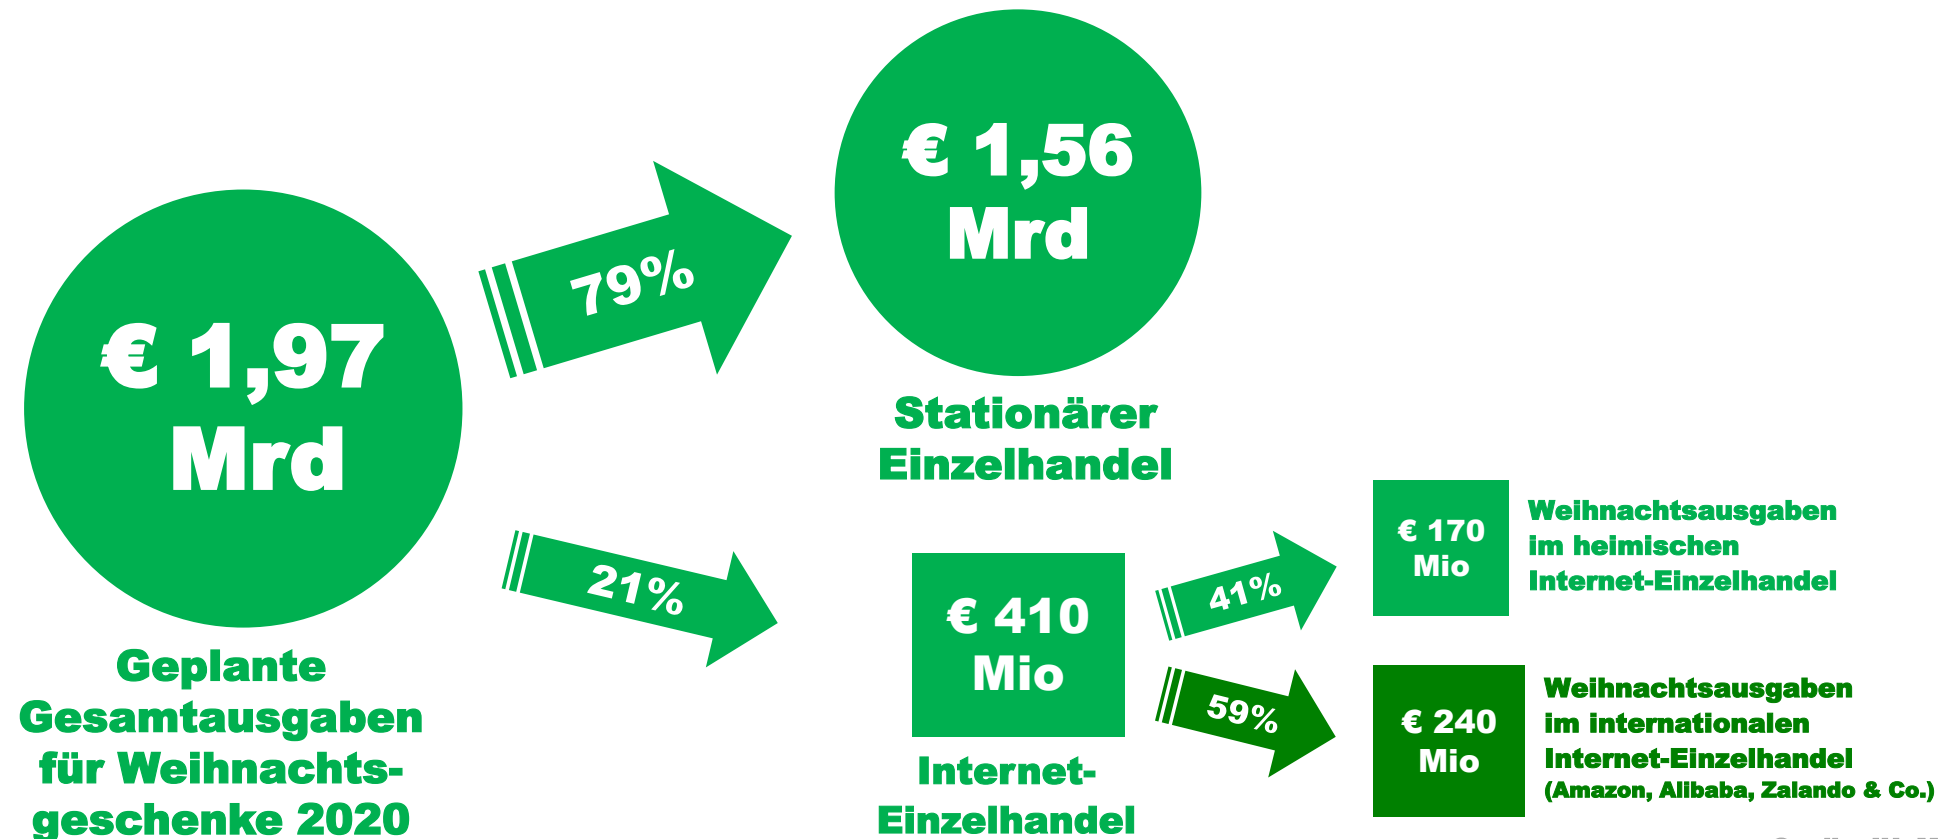 € 1,97
Mrd
Geplante
Gesamtausgaben
für Weihnachts-
geschenke 2020
79%
€ 1,56
Mrd
Stationärer
Einzelhandel
21%
€ 410
Mio
Internet-
Einzelhandel
41%
€ 170
Mio
Weihnachtsausgaben
im heimischen
Internet-Einzelhandel
59%
€ 240
Mio
Weihnachtsausgaben
im internationalen
Internet-Einzelhandel
(Amazon, Alibaba, Zalando & Co.)